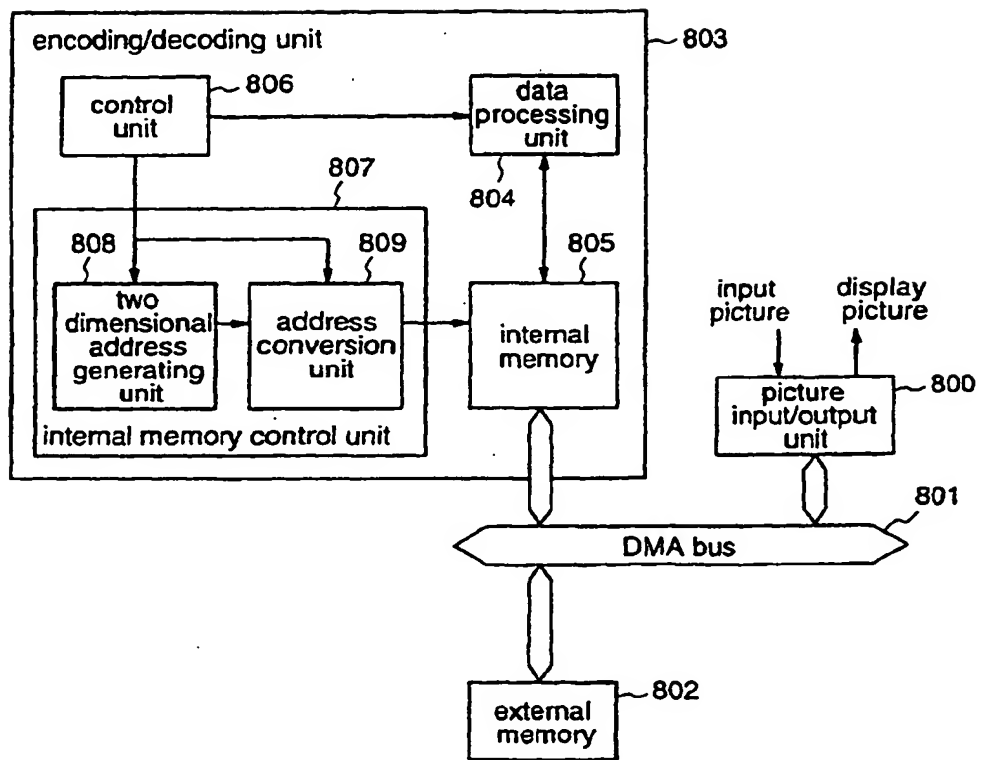 encoding/decoding unit
803
806
control
unit
data
processing
unit
804
807
808
809
805
two
dimensional
address
generating
unit
address
conversion
unit
internal
memory
internal memory control unit
input
picture
display
picture
800
picture
input/output
unit
801
DMA bus
802
external
memory